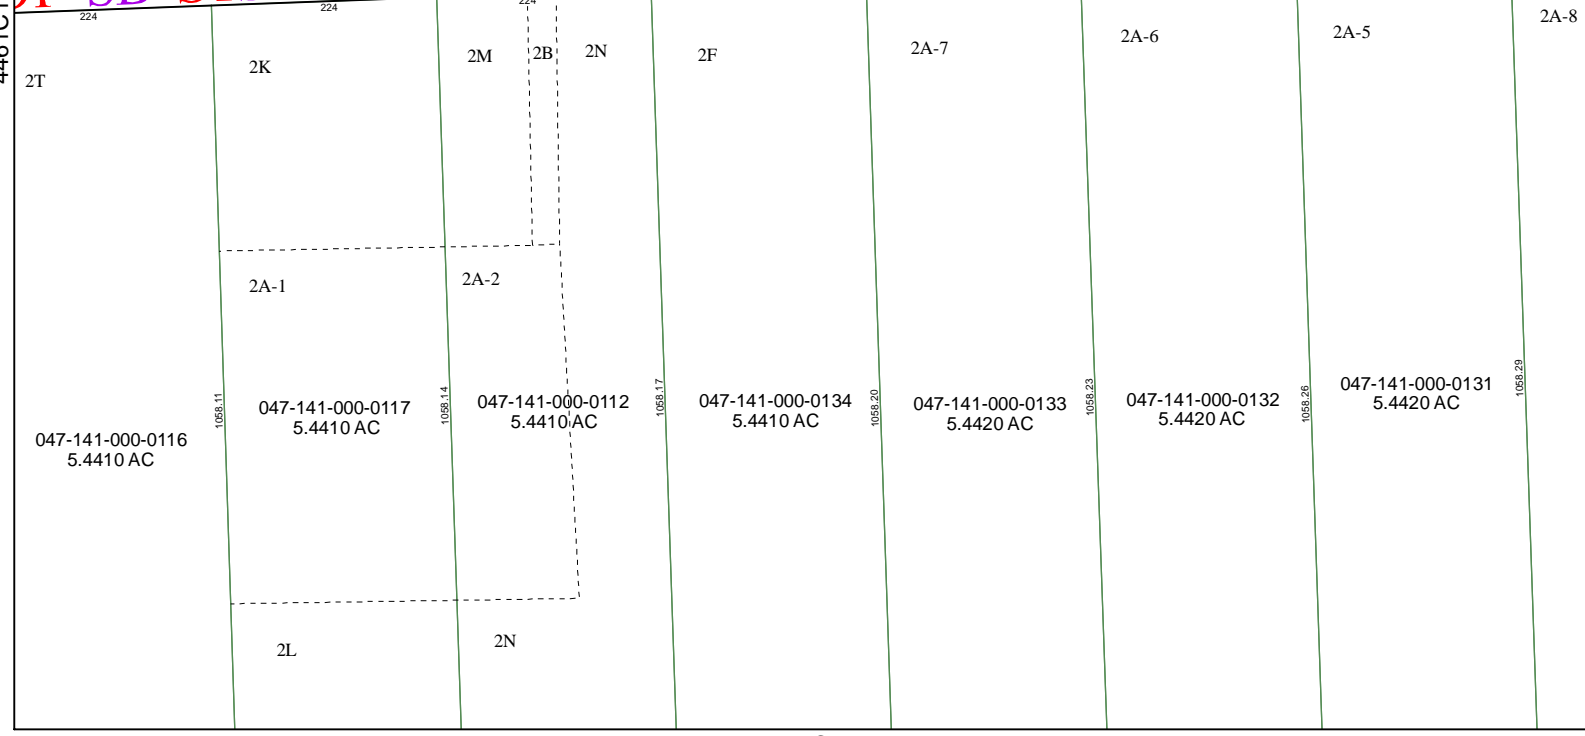 224
224
2T
2K
2M
2B
2N
2F
2A-7
2A-6
2A-5
2A-8
2A-1
2A-2
1058.11
1058.14
1058.17
1058.20
1058.23
1058.26
1058.29
047-141-000-0116
5.4410 AC
047-141-000-0117
5.4410 AC
047-141-000-0112
5.4410 AC
047-141-000-0134
5.4410 AC
047-141-000-0133
5.4420 AC
047-141-000-0132
5.4420 AC
047-141-000-0131
5.4420 AC
2L
2N